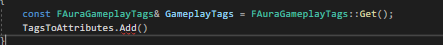 {
const FAuraGameplayTags& GameplayTags = FAuraGameplayTags::Get();
TagsToAttributes.Add()
}